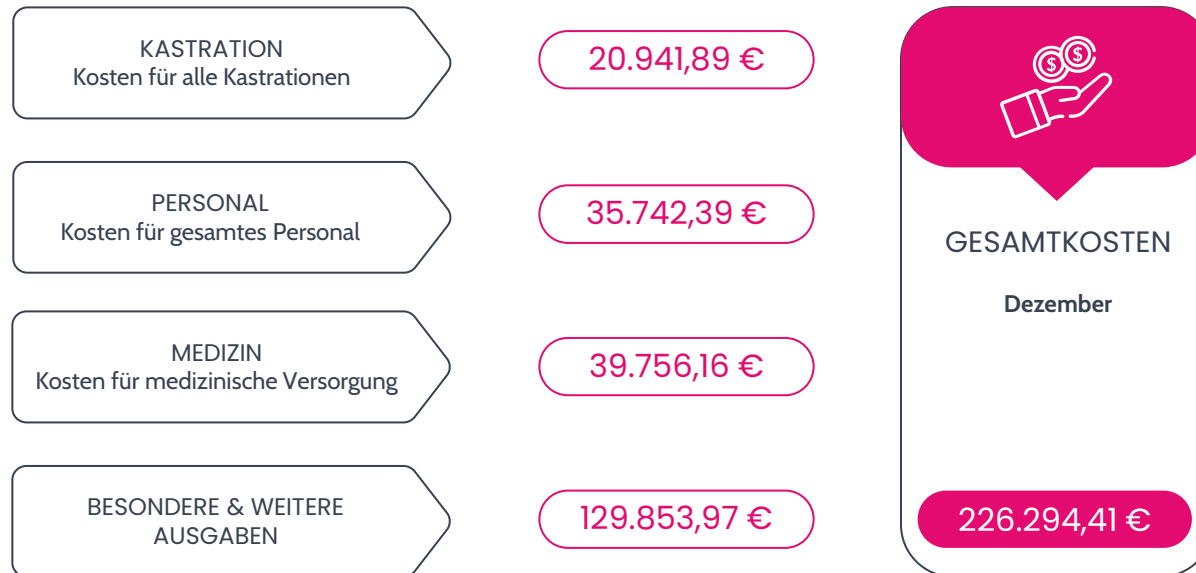 KASTRATION
Kosten für alle Kastrationen
20.941,89 €
PERSONAL
Kosten für gesamtes Personal
35.742,39 €
MEDIZIN
Kosten für medizinische Versorgung
39.756,16 €
BESONDERE & WEITERE
AUSGABEN
129.853,97 €
$ $
GESAMTKOSTEN
Dezember
226.294,41 €